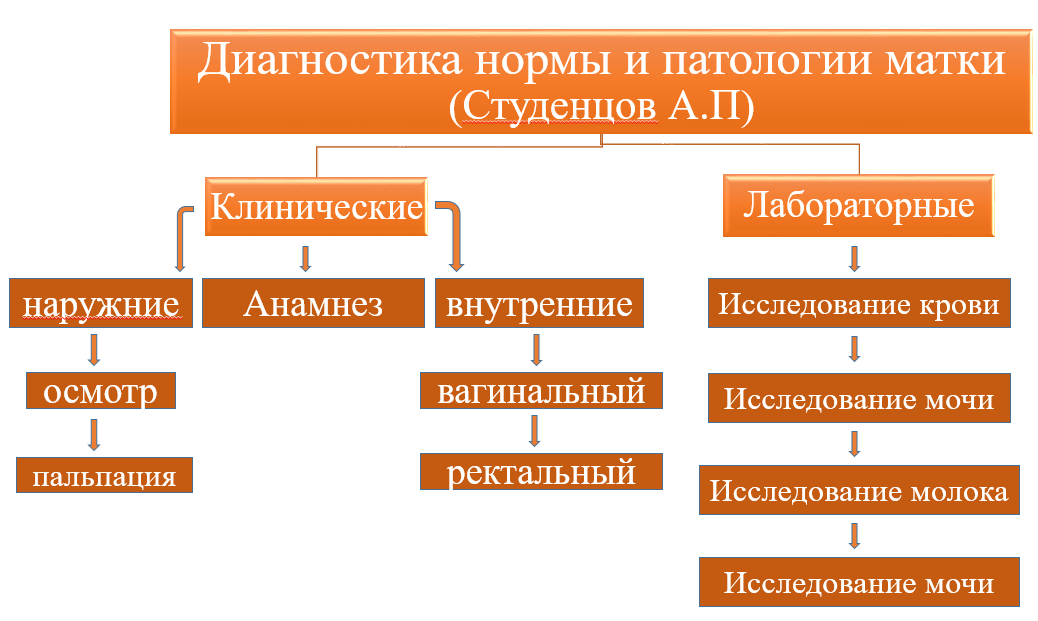 Диагностика нормы и патологии матки
(Студенцов А.П)
Клинические
Лабораторные
наружние
Анамнез
внутренние
Исследование крови
осмотр
вагинальный
Исследование мочи
пальпация
ректальный
Исследование молока
Исследование мочи